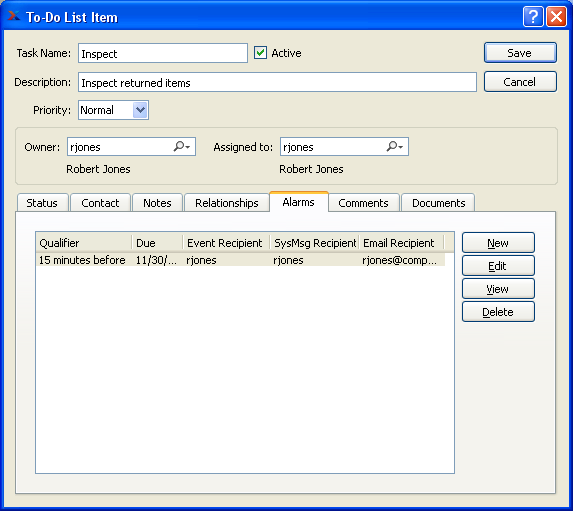 To-Do List Item
Task Name: Inspect Active Save
Description: Inspect returned items Cancel
Priority: Normal
Owner: rjones Assigned to: rjones
Robert Jones Robert Jones
Status Contact Notes Relationships Alarms Comments Documents
Qualifier Due Event Recipient SysMsg Recipient Email Recipient New
15 minutes before 11/30/... rjones rjones rjones@comp... Edit
View
Delete